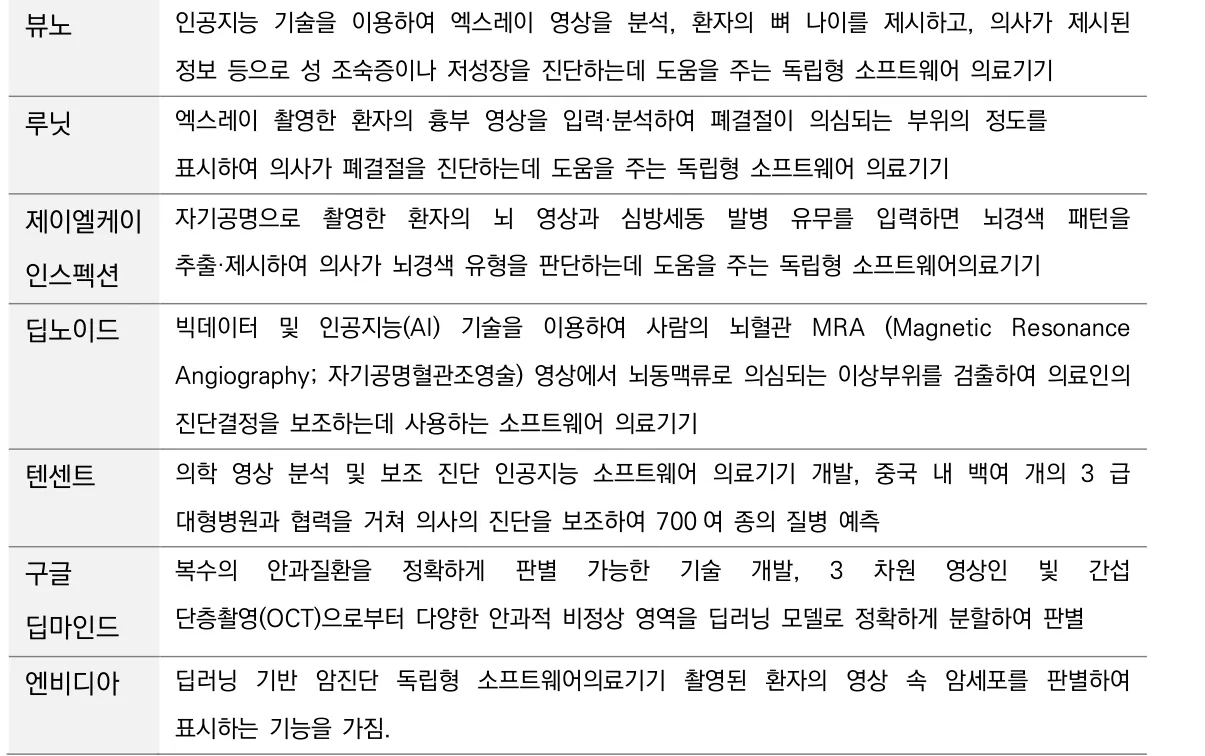 뷰노
인공지능 기술을 이용하여 엑스레이 영상을 분석, 환자의 뼈 나이를 제시하고, 의사가 제시된
정보 등으로 성 조숙증이나 저성장을 진단하는데 도움을 주는 독립형 소프트웨어 의료기기
루닛
엑스레이 촬영한 환자의 흉부 영상을 입력·분석하여 폐결절이 의심되는 부위의 정도를
표시하여 의사가 폐결절을 진단하는데 도움을 주는 독립형 소프트웨어 의료기기
제이엘케이
인스펙션
자기공명으로 촬영한 환자의 뇌 영상과 심방세동 발병 유무를 입력하면 뇌경색 패턴을
추출·제시하여 의사가 뇌경색 유형을 판단하는데 도움을 주는 독립형 소프트웨어의료기기
딥노이드
빅데이터 및 인공지능(AI) 기술을 이용하여 사람의 뇌혈관 MRA (Magnetic Resonance
Angiography; 자기공명혈관조영술) 영상에서 뇌동맥류로 의심되는 이상부위를 검출하여 의료인의
진단결정을 보조하는데 사용하는 소프트웨어 의료기기
텐센트
의학 영상 분석 및 보조 진단 인공지능 소프트웨어 의료기기 개발, 중국 내 백여 개의 3 급
대형병원과 협력을 거쳐 의사의 진단을 보조하여 700 여 종의 질병 예측
구글
딥마인드
복수의 안과질환을 정확하게 판별 가능한 기술 개발, 3 차원 영상인 빛 간섭
단층촬영(OCT)으로부터 다양한 안과적 비정상 영역을 딥러닝 모델로 정확하게 분할하여 판별
엔비디아
딥러닝 기반 암진단 독립형 소프트웨어의료기기 촬영된 환자의 영상 속 암세포를 판별하여
표시하는 기능을 가짐.